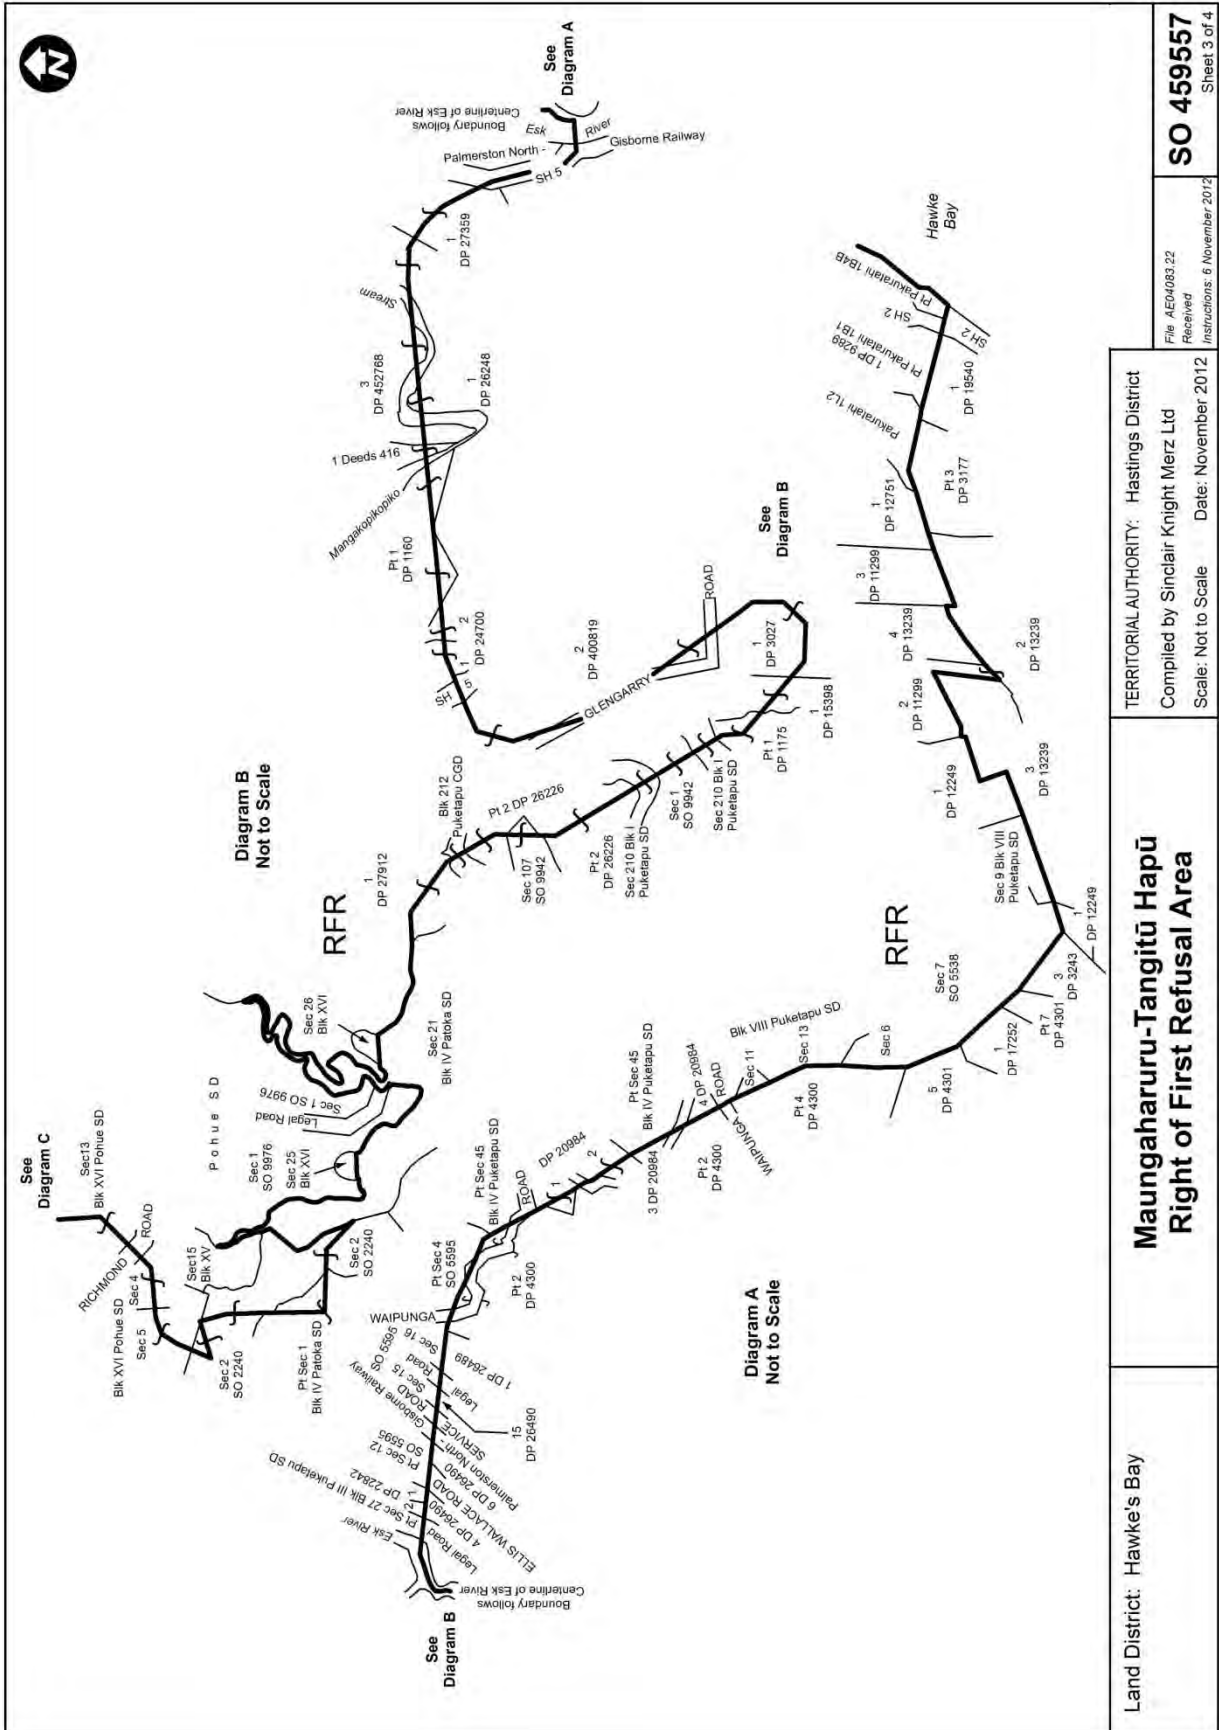 N
See
Diagram C
Sec13
Blk XVI Pohue SD
RICHMOND
ROAD
Sec 4
Blk XVI Pohue SD
Sec 5
Sec15
Blk XV
Sec 2
SO 2240
Pt Sec 1
Blk IV Patoka SD
Sec 2
SO 2240
Pohue SD
Sec 1
SO 9976
Sec 25
Blk XVI
Legal Road
Sec 1 SO 9976
Sec 26
Blk XVI
Sec 21
Blk IV Patoka SD
RFR
Diagram B
Not to Scale
1
DP 27912
Blk 212
Puketapu CGD
Pt 2 DP 26226
Sec 107
SO 9942
Pt 2
DP 26226
Sec 210 Blk I
Puketapu SD
Sec 1
SO 9942
Sec 210 Blk I
Puketapu SD
Pt 1
DP 1175
1
DP 15398
1
DP 3027
See
Diagram B
ROAD
GLENGARRY
2
DP 400819
SH 5
1
2
DP 24700
Pt 1
DP 1160
Mangakopikopiko
1 Deeds 416
3
DP 452768
1
DP 26248
Stream
1
DP 27359
SH 5
Palmerston North -
Gisborne Railway
Esk
River
Boundary follows
Centerline of Esk River
See
Diagram A
See
Diagram B
Boundary follows
Centerline of Esk River
Esk River
Legal Road
Pt Sec 27 Blk III Puketapu SD
4 DP 26490
2
1
DP 22842
ELLIS WALLACE ROAD
6 DP 26490
Pt Sec 12
SO 5595
Palmerston North -
Gisborne Railway
SERVICE
ROAD
15
DP 26490
Sec 15
SO 5595
Legal
Road
Sec 16
1 DP 26489
WAIPUNGA
Pt Sec 4
SO 5595
Pt 2
DP 4300
Pt Sec 45
Blk IV Puketapu SD
ROAD
DP 20984
1
2
3 DP 20984
Pt Sec 45
Blk IV Puketapu SD
4 DP 20984
ROAD
Pt 2
DP 4300
WAIPUNGA
Sec 11
Blk VIII Puketapu SD
Sec 13
Pt 4
DP 4300
Sec 6
5
DP 4301
1
DP 17252
Sec 7
SO 5538
Pt 7
DP 4301
3
DP 3243
1
DP 12249
RFR
Sec 9 Blk VIII
Puketapu SD
3
DP 13239
1
DP 12249
2
DP 11299
2
DP 13239
4
DP 13239
3
DP 11299
1
DP 12751
Pt 3
DP 3177
Pakuratahi 1L2
1
DP 19540
1 DP 9289
Pt Pakuratahi 1B1
SH 2
SH 2
Pt Pakuratahi 1B4B
Hawke
Bay
Diagram A
Not to Scale
Land District: Hawke's Bay
Maungaharuru-Tangitū Hapū
Right of First Refusal Area
TERRITORIAL AUTHORITY: Hastings District
Compiled by Sinclair Knight Merz Ltd
Scale: Not to Scale Date: November 2012
File AE04083.22
Received
Instructions: 6 November 2012
SO 459557
Sheet 3 of 4